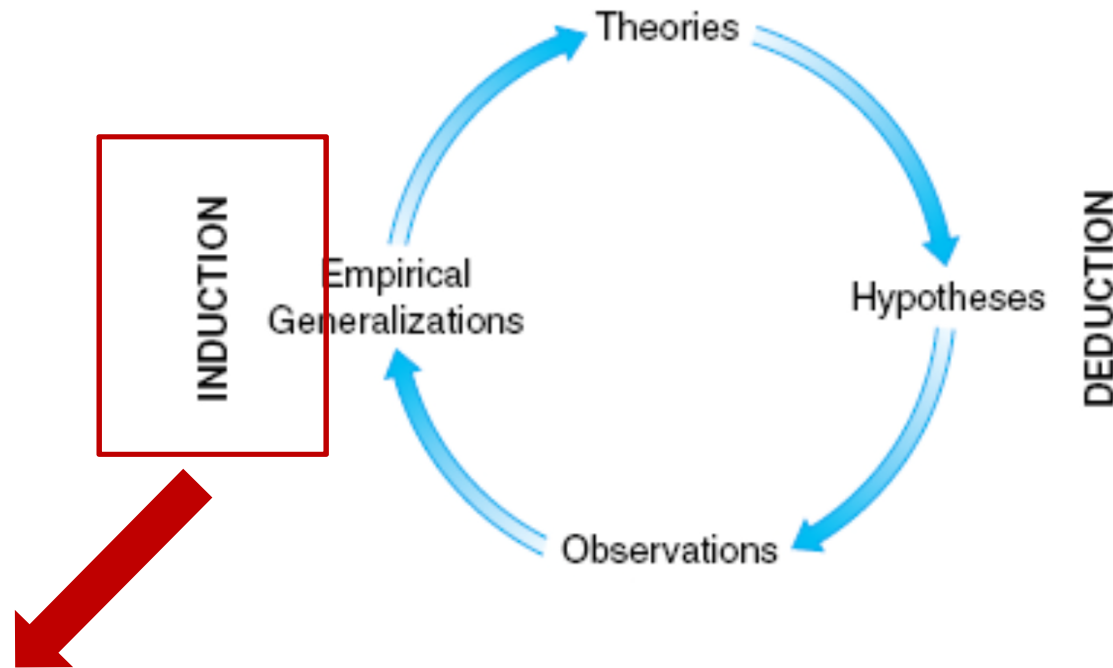 Theories
INDUCTION
Empirical
Generalizations
Hypotheses
DEDUCTION
Observations